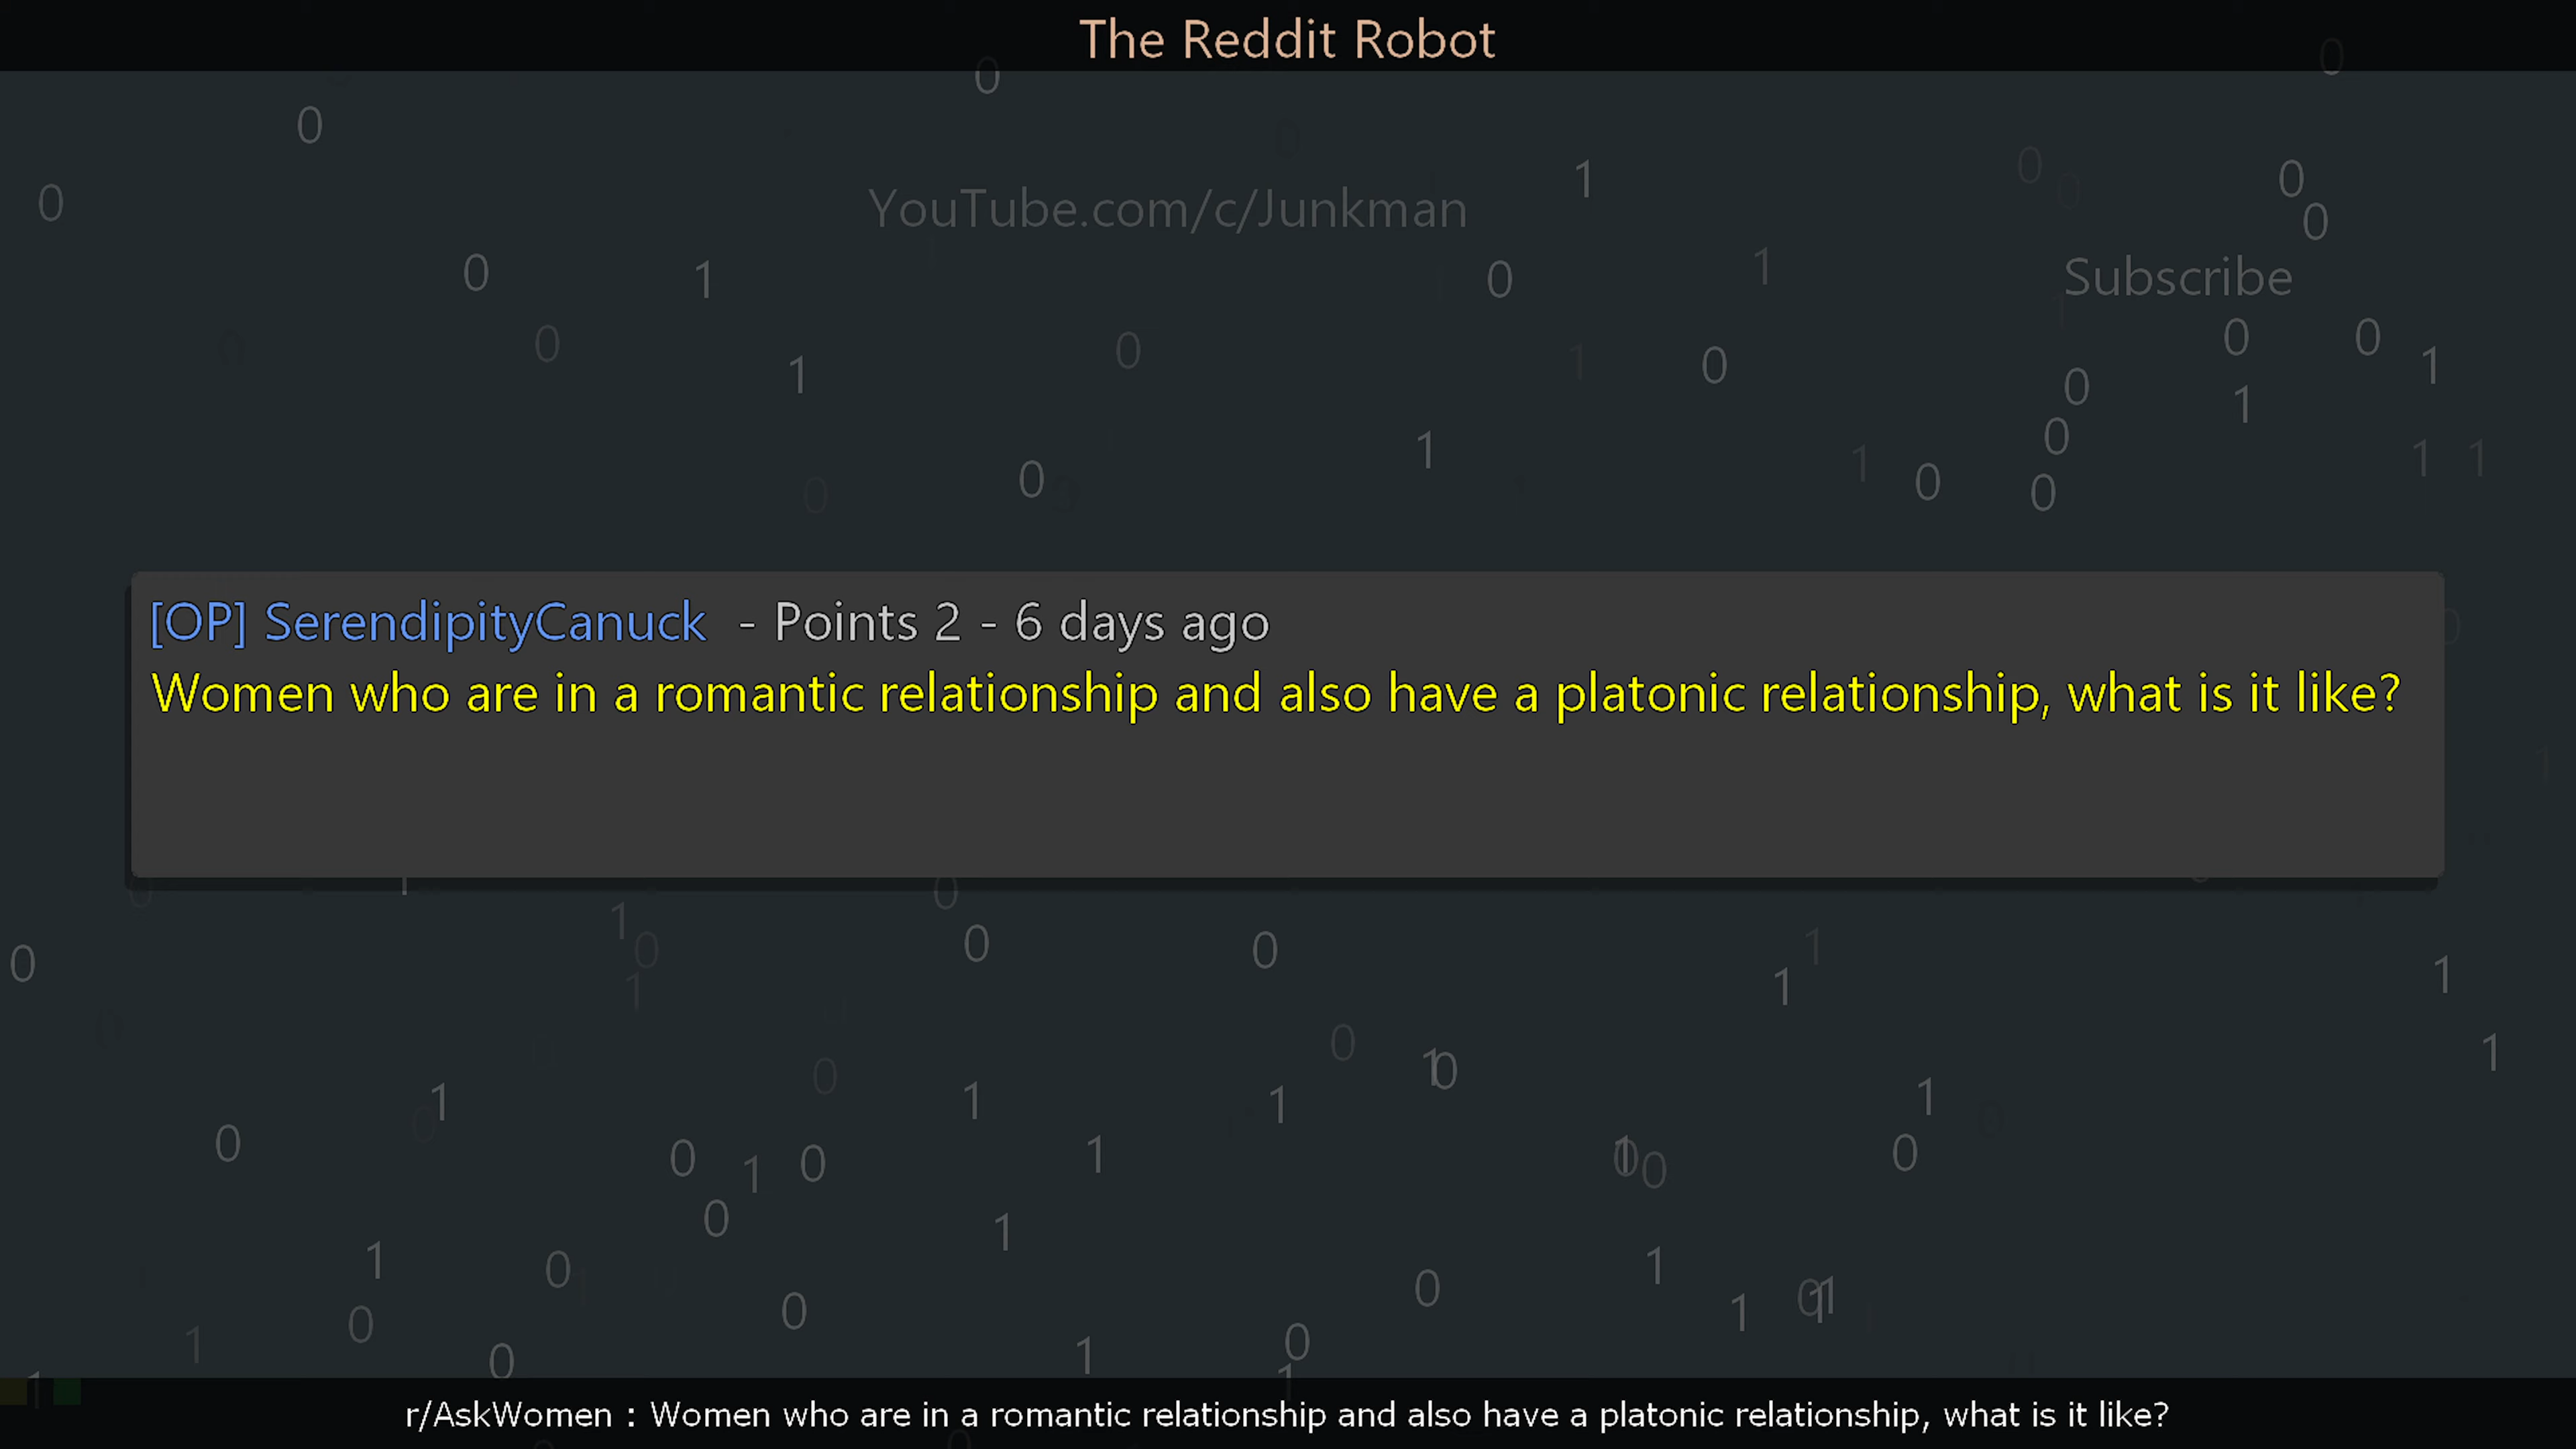 The Reddit Robot
YouTube.com/c/Junkman
Subscribe
[OP] SerendipityCanuck - Points 2 - 6 days ago
Women who are in a romantic relationship and also have a platonic relationship, what is it like?
r/AskWomen : Women who are in a romantic relationship and also have a platonic relationship, what is it like?